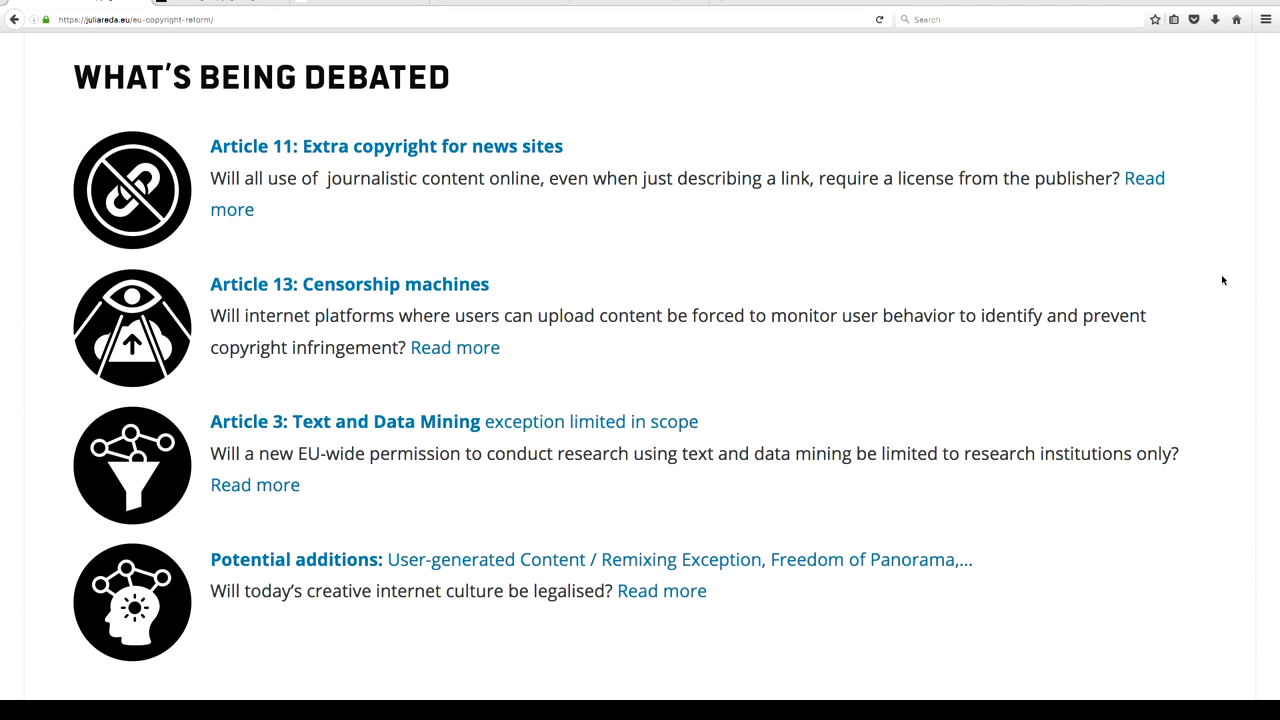 https://juliareda.eu/eu-copyright-reform/
Search
WHAT'S BEING DEBATED
Article 11: Extra copyright for news sites
Will all use of journalistic content online, even when just describing a link, require a license from the publisher? Read
more
Article 13: Censorship machines
Will internet platforms where users can upload content be forced to monitor user behavior to identify and prevent
copyright infringement? Read more
Article 3: Text and Data Mining exception limited in scope
Will a new EU-wide permission to conduct research using text and data mining be limited to research institutions only?
Read more
Potential additions: User-generated Content / Remixing Exception, Freedom of Panorama,...
Will today’s creative internet culture be legalised? Read more